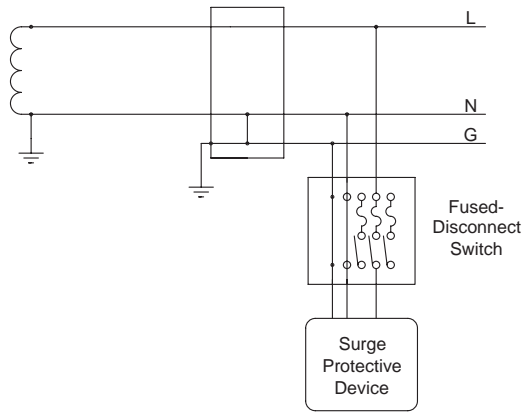 L
N
G
Fused-
Disconnect
Switch
Surge
Protective
Device